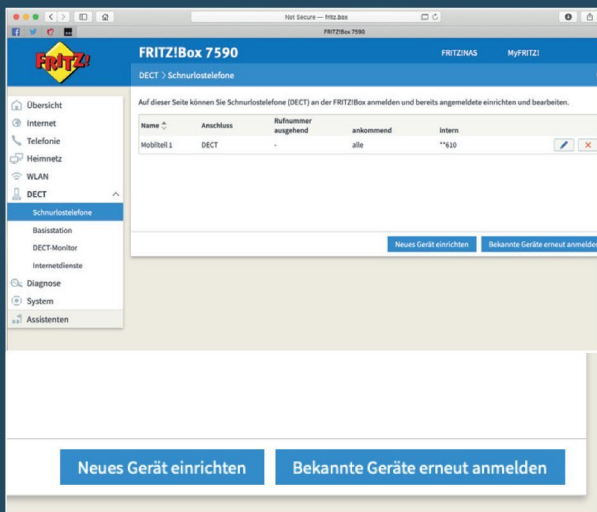 Not Secure — fritz.box
FRITZ!Box 7590
FRITZ!
FRITZ!Box 7590
FRITZ!NAS
MyFRITZ!
DECT > Schnurlostelefone
Übersicht
Internet
Telefonie
Heimnetz
WLAN
DECT
Schnurlostelefone
Basisstation
DECT-Monitor
Internetdienste
Diagnose
System
Assistenten
Auf dieser Seite können Sie Schnurlostelefone (DECT) an der FRITZ!Box anmelden und bereits angemeldete einrichten und bearbeiten.
Name Anschluss Rufnummer ausgehend ankommend intern
Mobilteil 1 DECT - alle **610
Neues Gerät einrichten Bekannte Geräte erneut anmelden
Neues Gerät einrichten Bekannte Geräte erneut anmelden